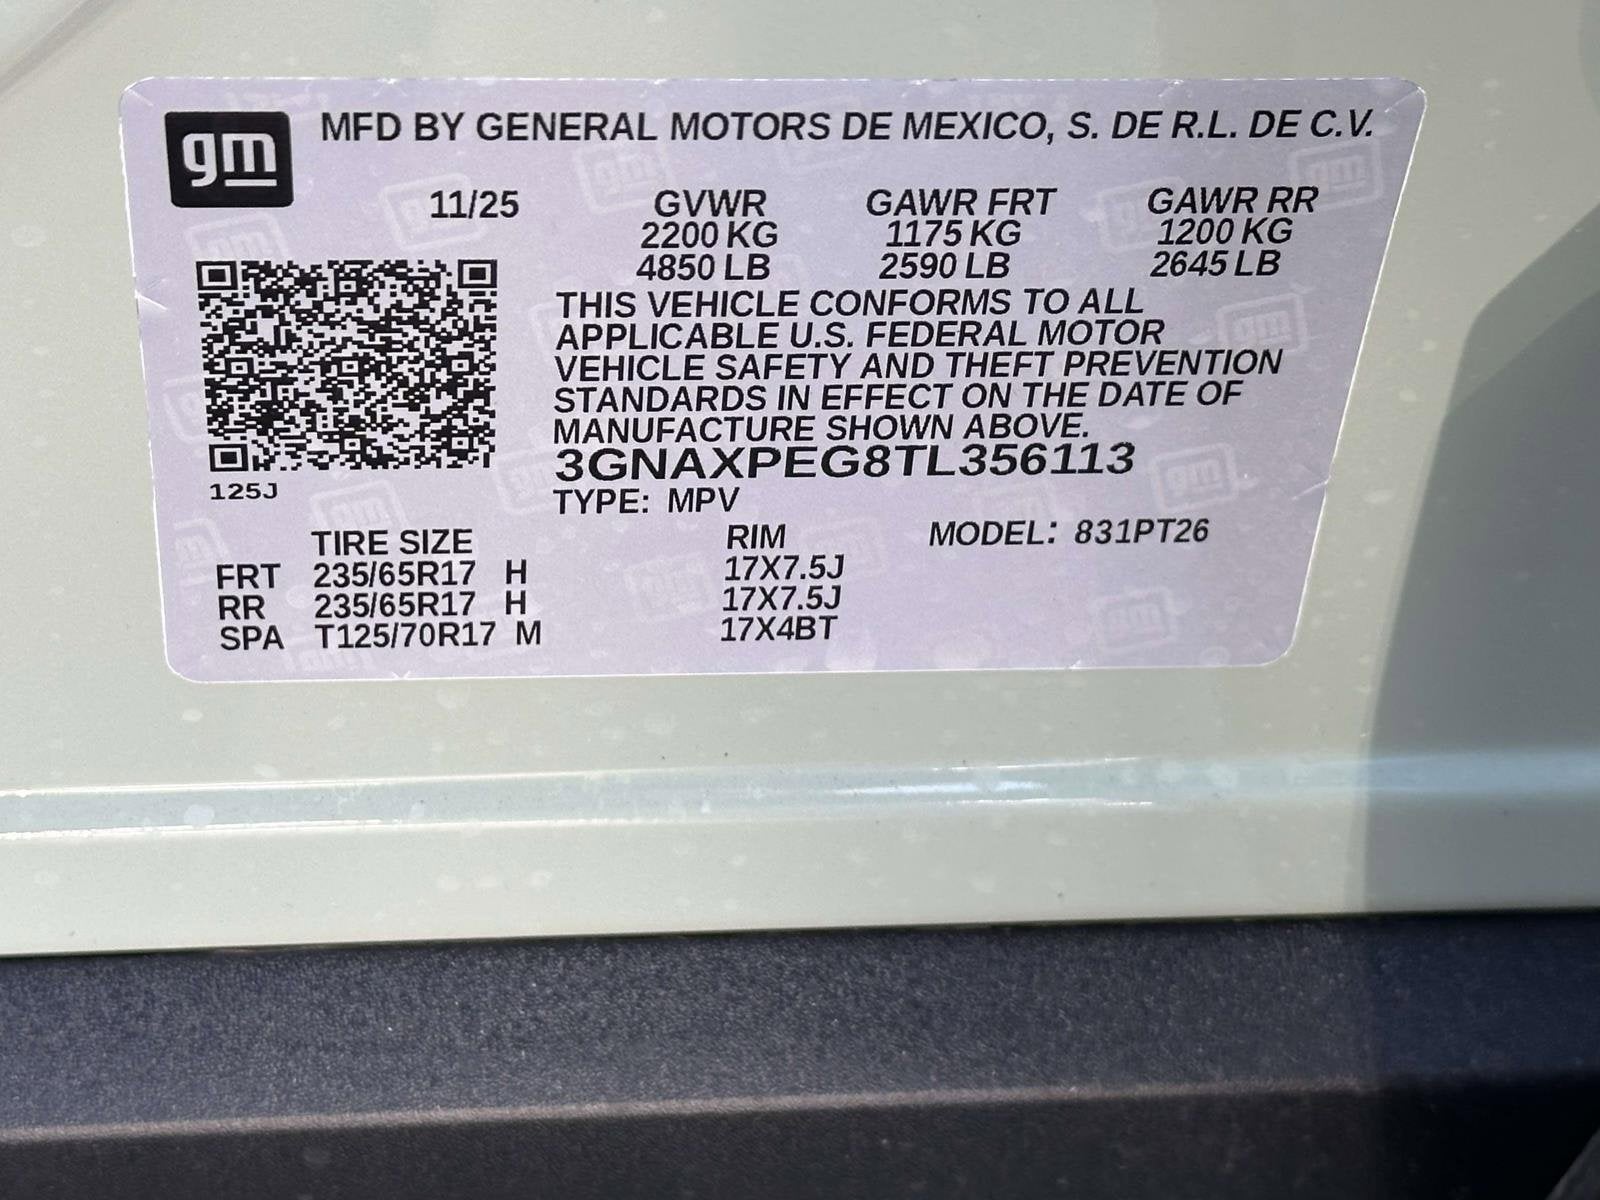 gm
MFD BY GENERAL MOTORS DE MEXICO, S. DE R.L. DE C.V.
11/25 GVWR GAWR FRT GAWR RR
2200 KG 1175 KG 1200 KG
4850 LB 2590 LB 2645 LB
THIS VEHICLE CONFORMS TO ALL
APPLICABLE U.S. FEDERAL MOTOR
VEHICLE SAFETY AND THEFT PREVENTION
STANDARDS IN EFFECT ON THE DATE OF
MANUFACTURE SHOWN ABOVE.
3GNAXPEG8TL356113
125J
TYPE: MPV
TIRE SIZE RIM MODEL: 831PT26
FRT 235/65R17 H 17X7.5J
RR 235/65R17 H 17X7.5J
SPA T125/70R17 M 17X4BT